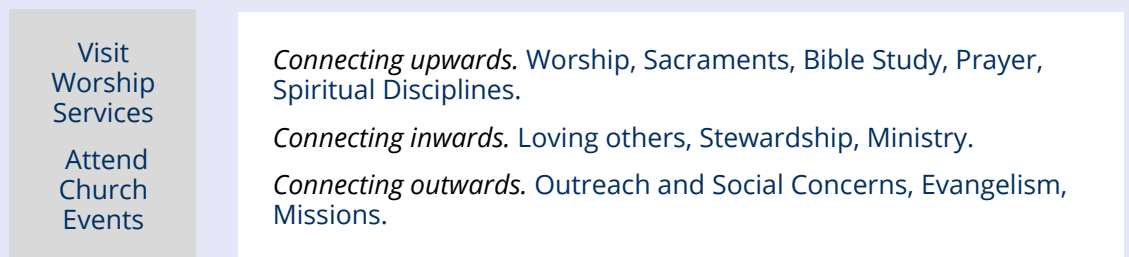 Visit
Worship
Services
Attend
Church
Events
Connecting upwards. Worship, Sacraments, Bible Study, Prayer,
Spiritual Disciplines.
Connecting inwards. Loving others, Stewardship, Ministry.
Connecting outwards. Outreach and Social Concerns, Evangelism,
Missions.